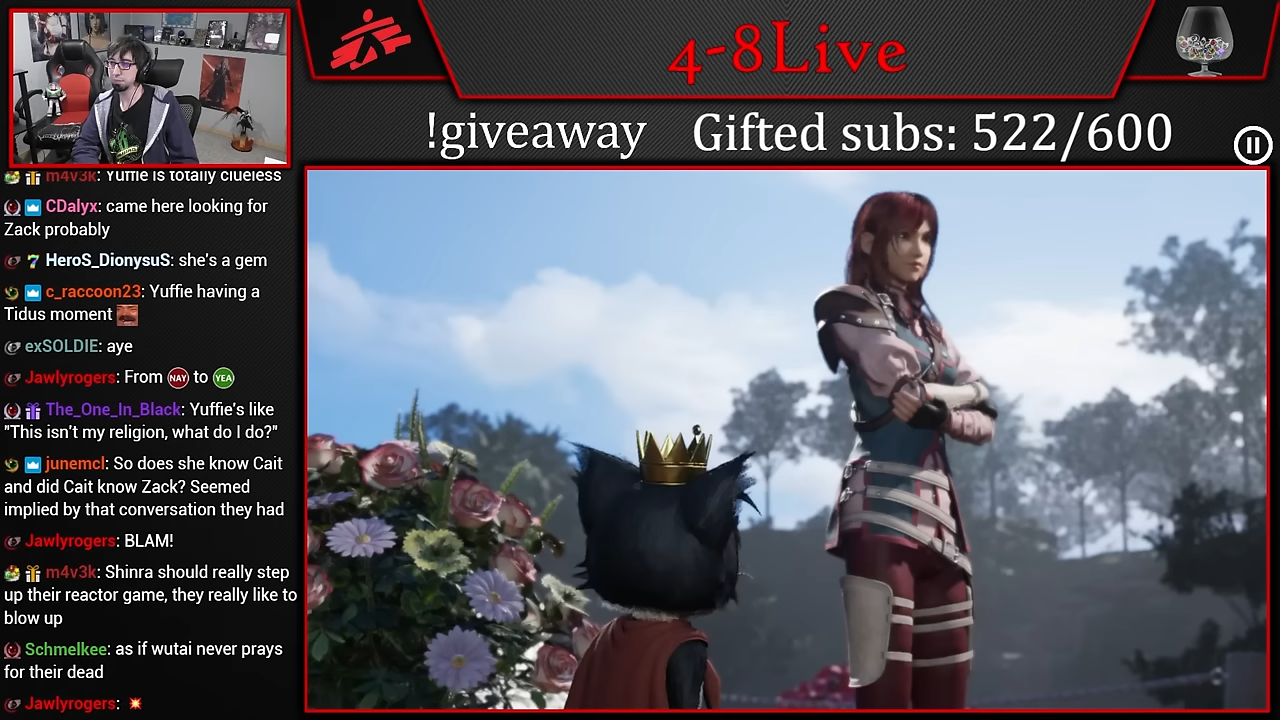 4-8Live
!giveaway Gifted subs: 522/600
m4v3k: Yuffie is totally clueless
CDalyx: came here looking for
Zack probably
HeroS_DionysuS: she's a gem
c_raccoon23: Yuffie having a
Tidus moment
exSOLDIE: aye
Jawlyrogers: From NAY to YEA
The_One_In_Black: Yuffie's like
"This isn't my religion, what do I do?"
junemcl: So does she know Cait
and did Cait know Zack? Seemed
implied by that conversation they had
Jawlyrogers: BLAM!
m4v3k: Shinra should really step
up their reactor game, they really like to
blow up
Schmelkee: as if wutai never prays
for their dead
Jawlyrogers: